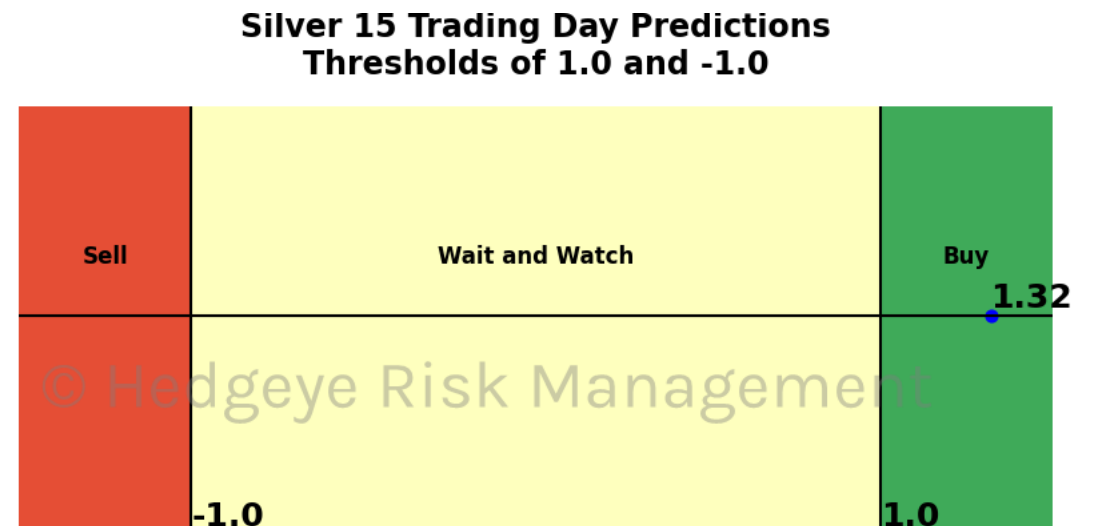 Silver 15 Trading Day Predictions
Thresholds of 1.0 and -1.0
Sell
Wait and Watch
Buy
1.32
© Hedgeye Risk Management
-1.0
1.0